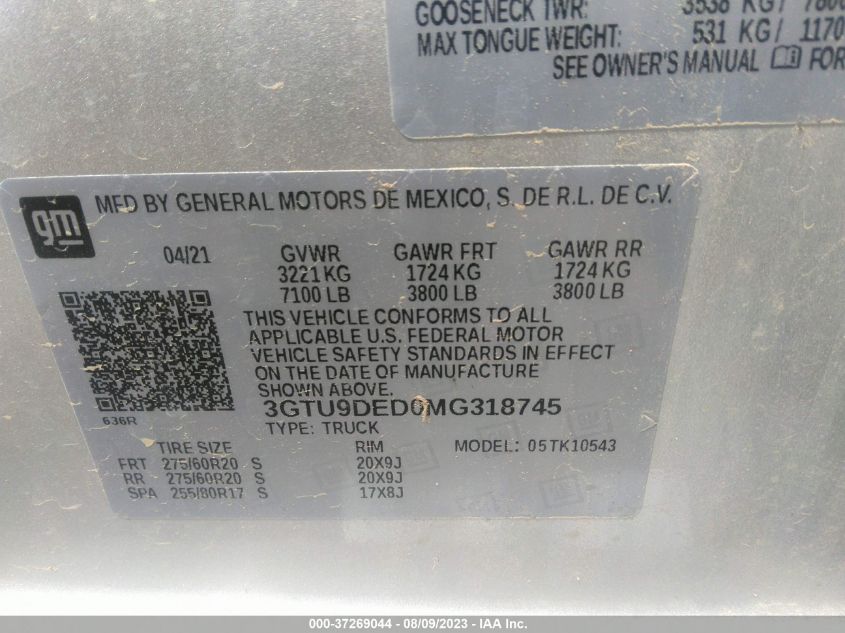 GOOSENECK TWR: 3538 KG/ 7800
MAX TONGUE WEIGHT: 531 KG/ 1170
SEE OWNER'S MANUAL FOR
gm
MFD BY GENERAL MOTORS DE MEXICO, S. DE R.L. DE C.V.
04/21 GVWR GAWR FRT GAWR RR
3221 KG 1724 KG 1724 KG
7100 LB 3800 LB 3800 LB
THIS VEHICLE CONFORMS TO ALL
APPLICABLE U.S. FEDERAL MOTOR
VEHICLE SAFETY STANDARDS IN EFFECT
ON THE DATE OF MANUFACTURE
SHOWN ABOVE.
3GTU9DED0MG318745
636R
TYPE: TRUCK
TIRE SIZE RIM MODEL: 05TK10543
FRT 275/60R20 S 20X9J
RR 275/60R20 S 20X9J
SPA 255/80R17 S 17X8J
000-37269044 - 08/09/2023 - IAA Inc.